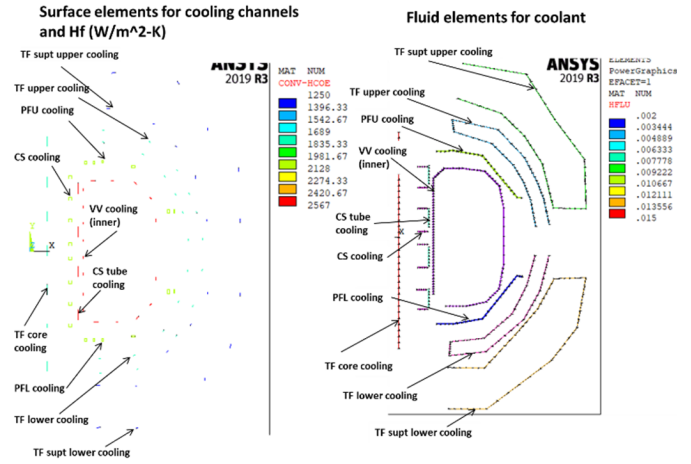 Surface elements for cooling channels
and Hf (W/m^2-K)
TF supt upper cooling
TF upper cooling
PFU cooling
CS cooling
VV cooling
(inner)
CS tube
cooling
TF core
cooling
PFL cooling
TF lower cooling
TF supt lower cooling
Y
X
ANSYS
2019 R3
MAT NUM
CONV-HCOE
1250
1396.33
1542.67
1689
1835.33
1981.67
2128
2274.33
2420.67
2567
Fluid elements for coolant
TF supt upper cooling
TF upper cooling
PFU cooling
VV cooling
(inner)
CS tube
cooling
CS cooling
PFL cooling
TF core cooling
TF lower cooling
TF supt lower cooling
X
ANSYS
2019 R3
ELEMENTS
PowerGraphics
EFACET=1
MAT NUM
HFLU
.002
.003444
.004889
.006333
.007778
.009222
.010667
.012111
.013556
.015